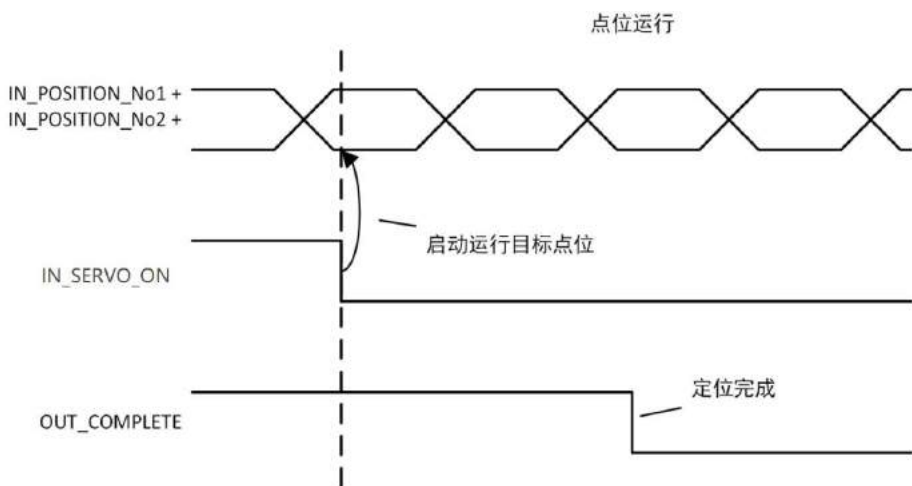 点位运行
IN_POSITION_No1 +
IN_POSITION_No2 +
启动运行目标点位
IN_SERVO_ON
定位完成
OUT_COMPLETE